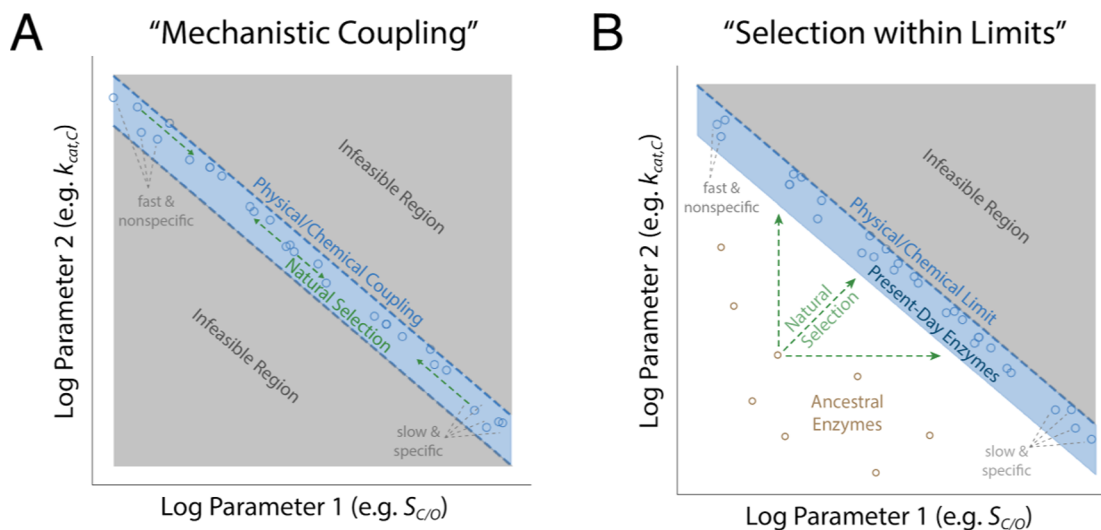 A
"Mechanistic Coupling"
Log Parameter 2 (e.g. kcat,C)
Infeasible Region
fast &
nonspecific
Physical/Chemical Coupling
Natural Selection
Infeasible Region
slow &
specific
Log Parameter 1 (e.g. SC/O)
B
"Selection within Limits"
Log Parameter 2 (e.g. kcat,C)
Infeasible Region
fast &
nonspecific
Physical/Chemical Limit
Present-Day Enzymes
Natural
Selection
Ancestral
Enzymes
slow &
specific
Log Parameter 1 (e.g. SC/O)